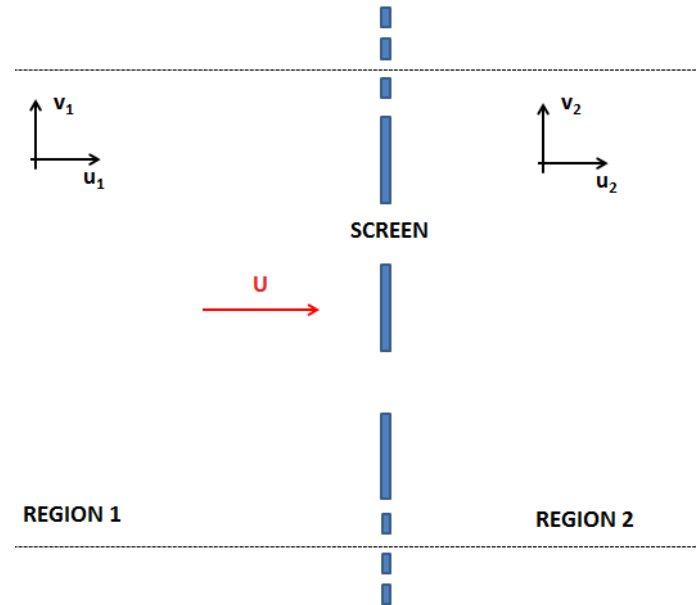 v₁
u₁
v₂
u₂
SCREEN
U
REGION 1
REGION 2